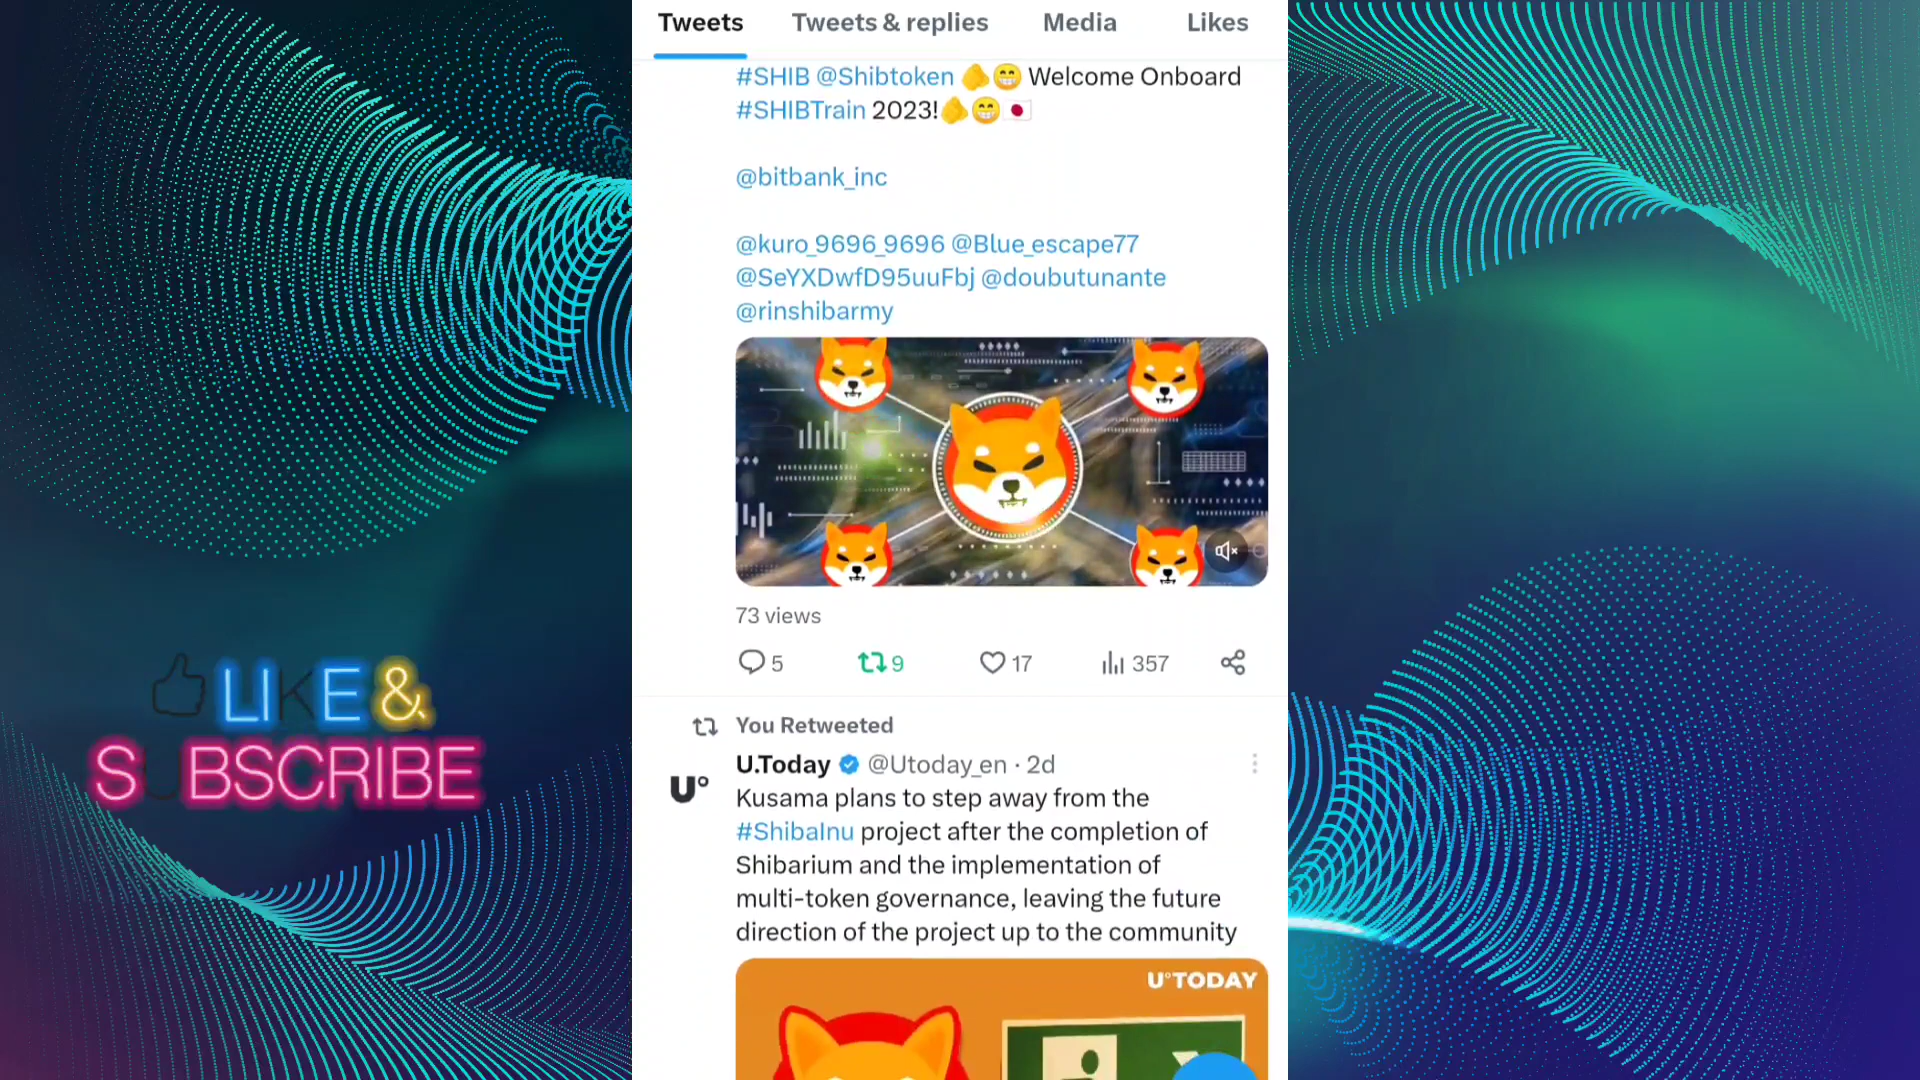 Tweets Tweets & replies Media Likes
#SHIB @Shibtoken 🫵😁 Welcome Onboard
#SHIBTrain 2023!🫵😁🇯🇵
@bitbank_inc
@kuro_9696_9696 @Blue_escape77
@SeYXDwfD95uuFbj @doubutunante
@rinshibarmy
73 views
5 9 17 357
LIKE &
SUBSCRIBE
You Retweeted
U.Today @Utoday_en · 2d
U°
Kusama plans to step away from the
#ShibaInu project after the completion of
Shibarium and the implementation of
multi-token governance, leaving the future
direction of the project up to the community
U°TODAY